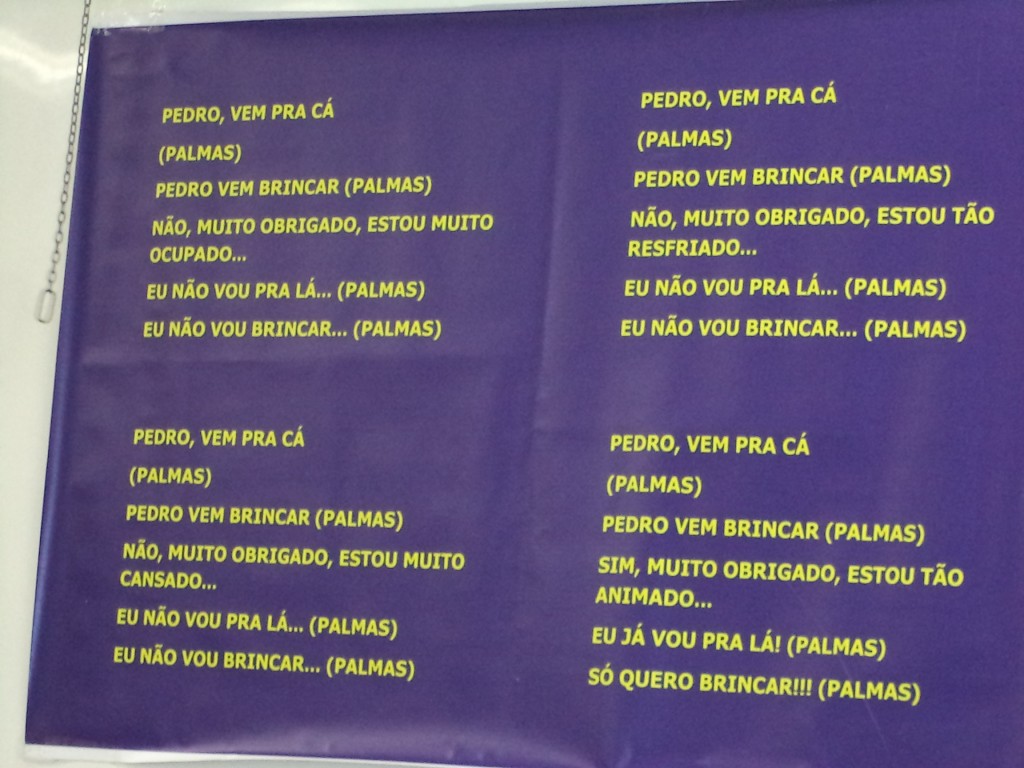 PEDRO, VEM PRA CÁ
(PALMAS)
PEDRO VEM BRINCAR (PALMAS)
NÃO, MUITO OBRIGADO, ESTOU MUITO
OCUPADO...
EU NÃO VOU PRA LÁ... (PALMAS)
EU NÃO VOU BRINCAR... (PALMAS)
PEDRO, VEM PRA CÁ
(PALMAS)
PEDRO VEM BRINCAR (PALMAS)
NÃO, MUITO OBRIGADO, ESTOU MUITO
CANSADO...
EU NÃO VOU PRA LÁ... (PALMAS)
EU NÃO VOU BRINCAR... (PALMAS)
PEDRO, VEM PRA CÁ
(PALMAS)
PEDRO VEM BRINCAR (PALMAS)
NÃO, MUITO OBRIGADO, ESTOU TÃO
RESFRIADO...
EU NÃO VOU PRA LÁ... (PALMAS)
EU NÃO VOU BRINCAR... (PALMAS)
PEDRO, VEM PRA CÁ
(PALMAS)
PEDRO VEM BRINCAR (PALMAS)
SIM, MUITO OBRIGADO, ESTOU TÃO
ANIMADO...
EU JÁ VOU PRA LÁ! (PALMAS)
SÓ QUERO BRINCAR!!! (PALMAS)